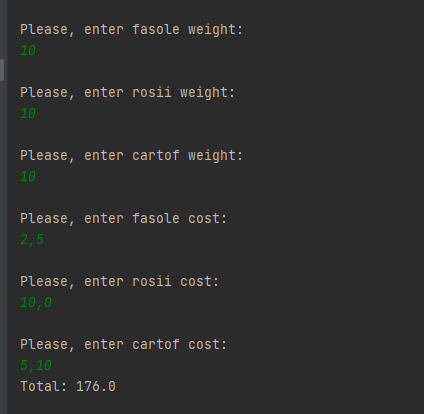 Please, enter fasole weight:
10
Please, enter rosii weight:
10
Please, enter cartof weight:
10
Please, enter fasole cost:
2,5
Please, enter rosii cost:
10,0
Please, enter cartof cost:
5,10
Total: 176.0